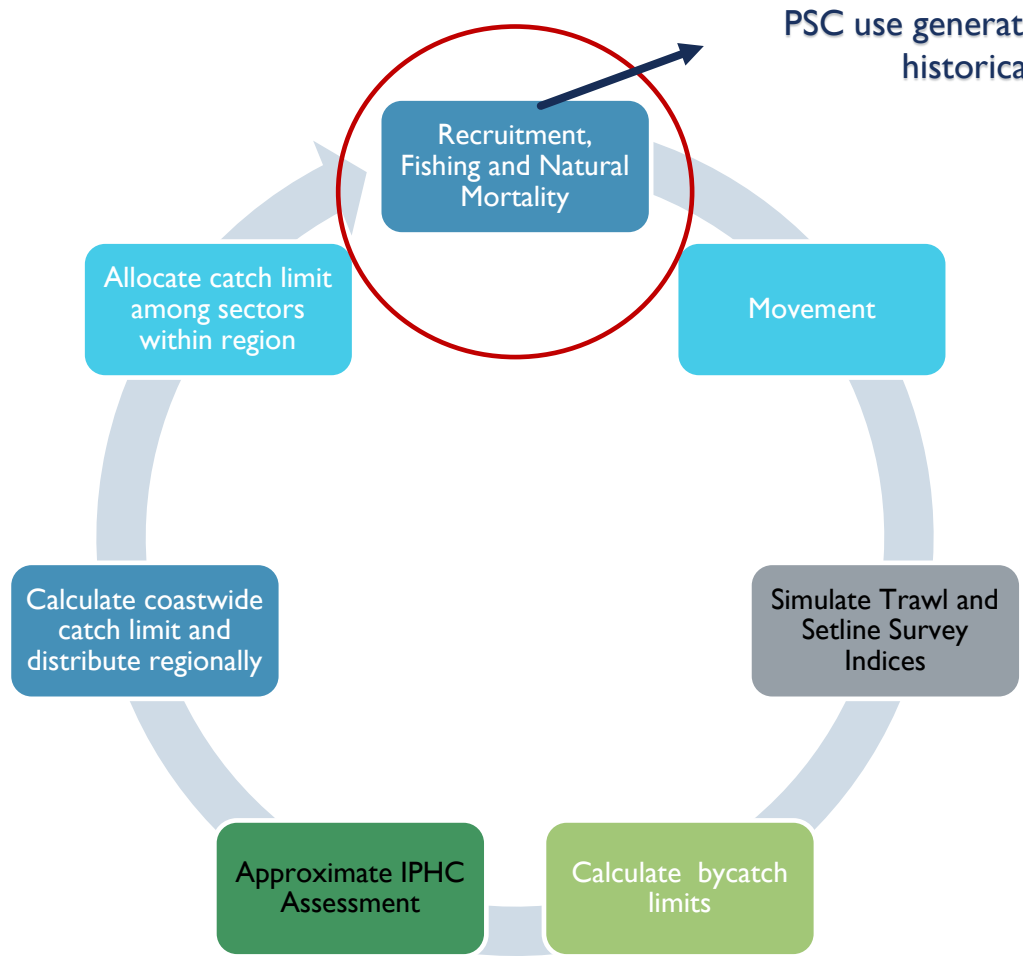 PSC use generat
historica
Recruitment,
Fishing and Natural
Mortality
Allocate catch limit
among sectors
within region
Movement
Calculate coastwide
catch limit and
distribute regionally
Simulate Trawl and
Setline Survey
Indices
Approximate IPHC
Assessment
Calculate bycatch
limits